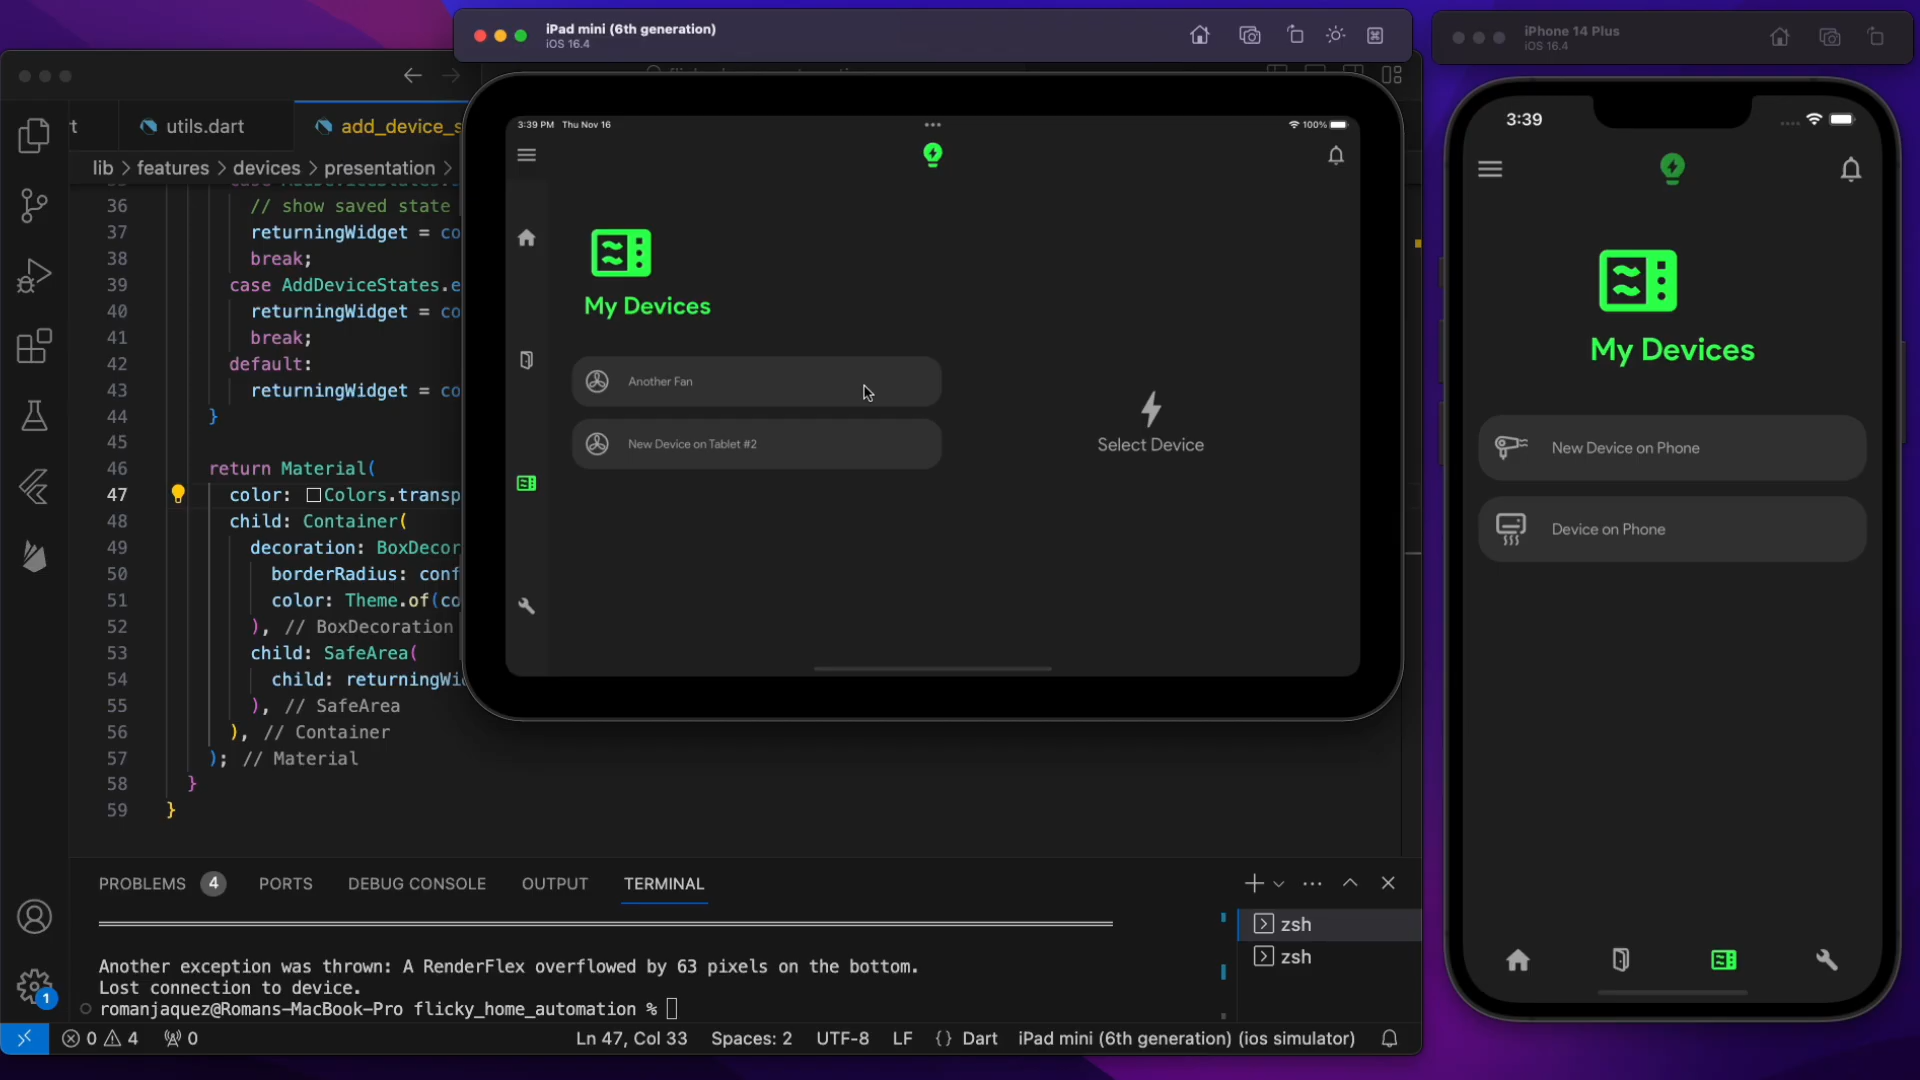 iPad mini (6th generation)
iOS 16.4
iPhone 14 Plus
iOS 16.4
utils.dart
add_device_s
lib > features > devices > presentation >
36 // show saved state
37 returningWidget = co
38 break;
39 case AddDeviceStates.e
40 returningWidget = co
41 break;
42 default:
43 returningWidget = co
44 }
45
46 return Material(
47 color: Colors.transp
48 child: Container(
49 decoration: BoxDecor
50 borderRadius: conf
51 color: Theme.of(co
52 ), // BoxDecoration
53 child: SafeArea(
54 child: returningWi
55 ), // SafeArea
56 ), // Container
57 ); // Material
58 }
59 }
3:39 PM Thu Nov 16
100%
My Devices
Another Fan
New Device on Tablet #2
Select Device
3:39
My Devices
New Device on Phone
Device on Phone
PROBLEMS 4 PORTS DEBUG CONSOLE OUTPUT TERMINAL
zsh
zsh
Another exception was thrown: A RenderFlex overflowed by 63 pixels on the bottom.
Lost connection to device.
romanjaquez@Romans-MacBook-Pro flicky_home_automation %
1
0 4 0 Ln 47, Col 33 Spaces: 2 UTF-8 LF {} Dart iPad mini (6th generation) (ios simulator)